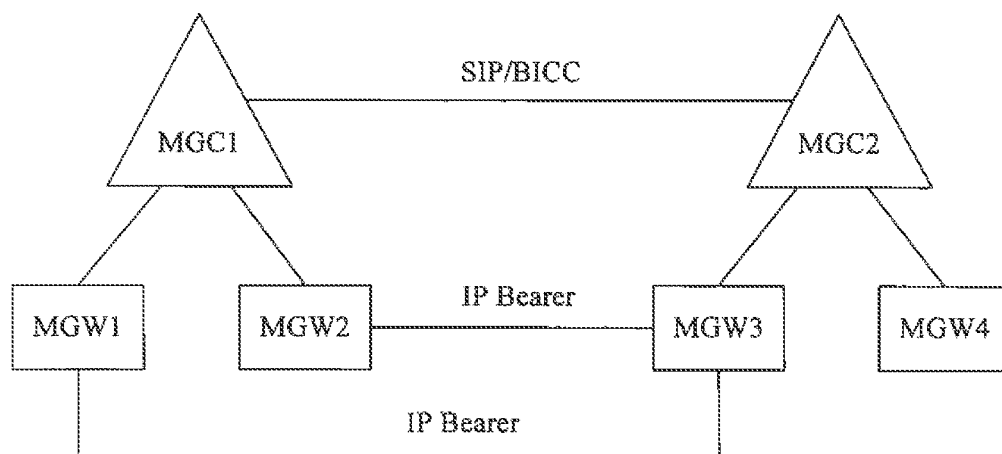 SIP/BICC
MGC1
MGC2
IP Bearer
MGW1
MGW2
MGW3
MGW4
IP Bearer